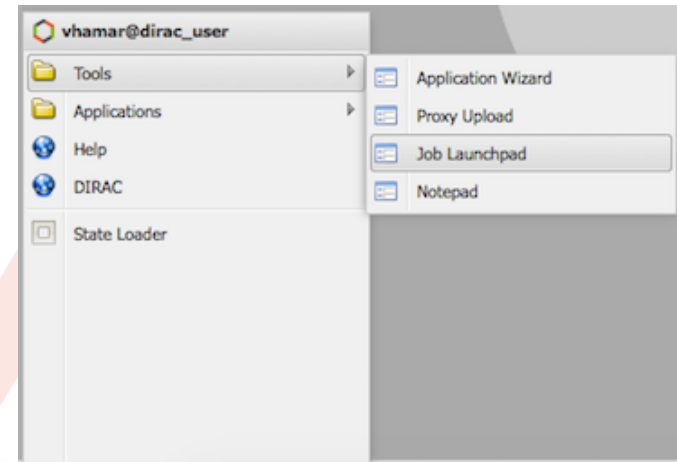 vhamar@dirac_user
Tools
Applications
Help
DIRAC
State Loader
Application Wizard
Proxy Upload
Job Launchpad
Notepad